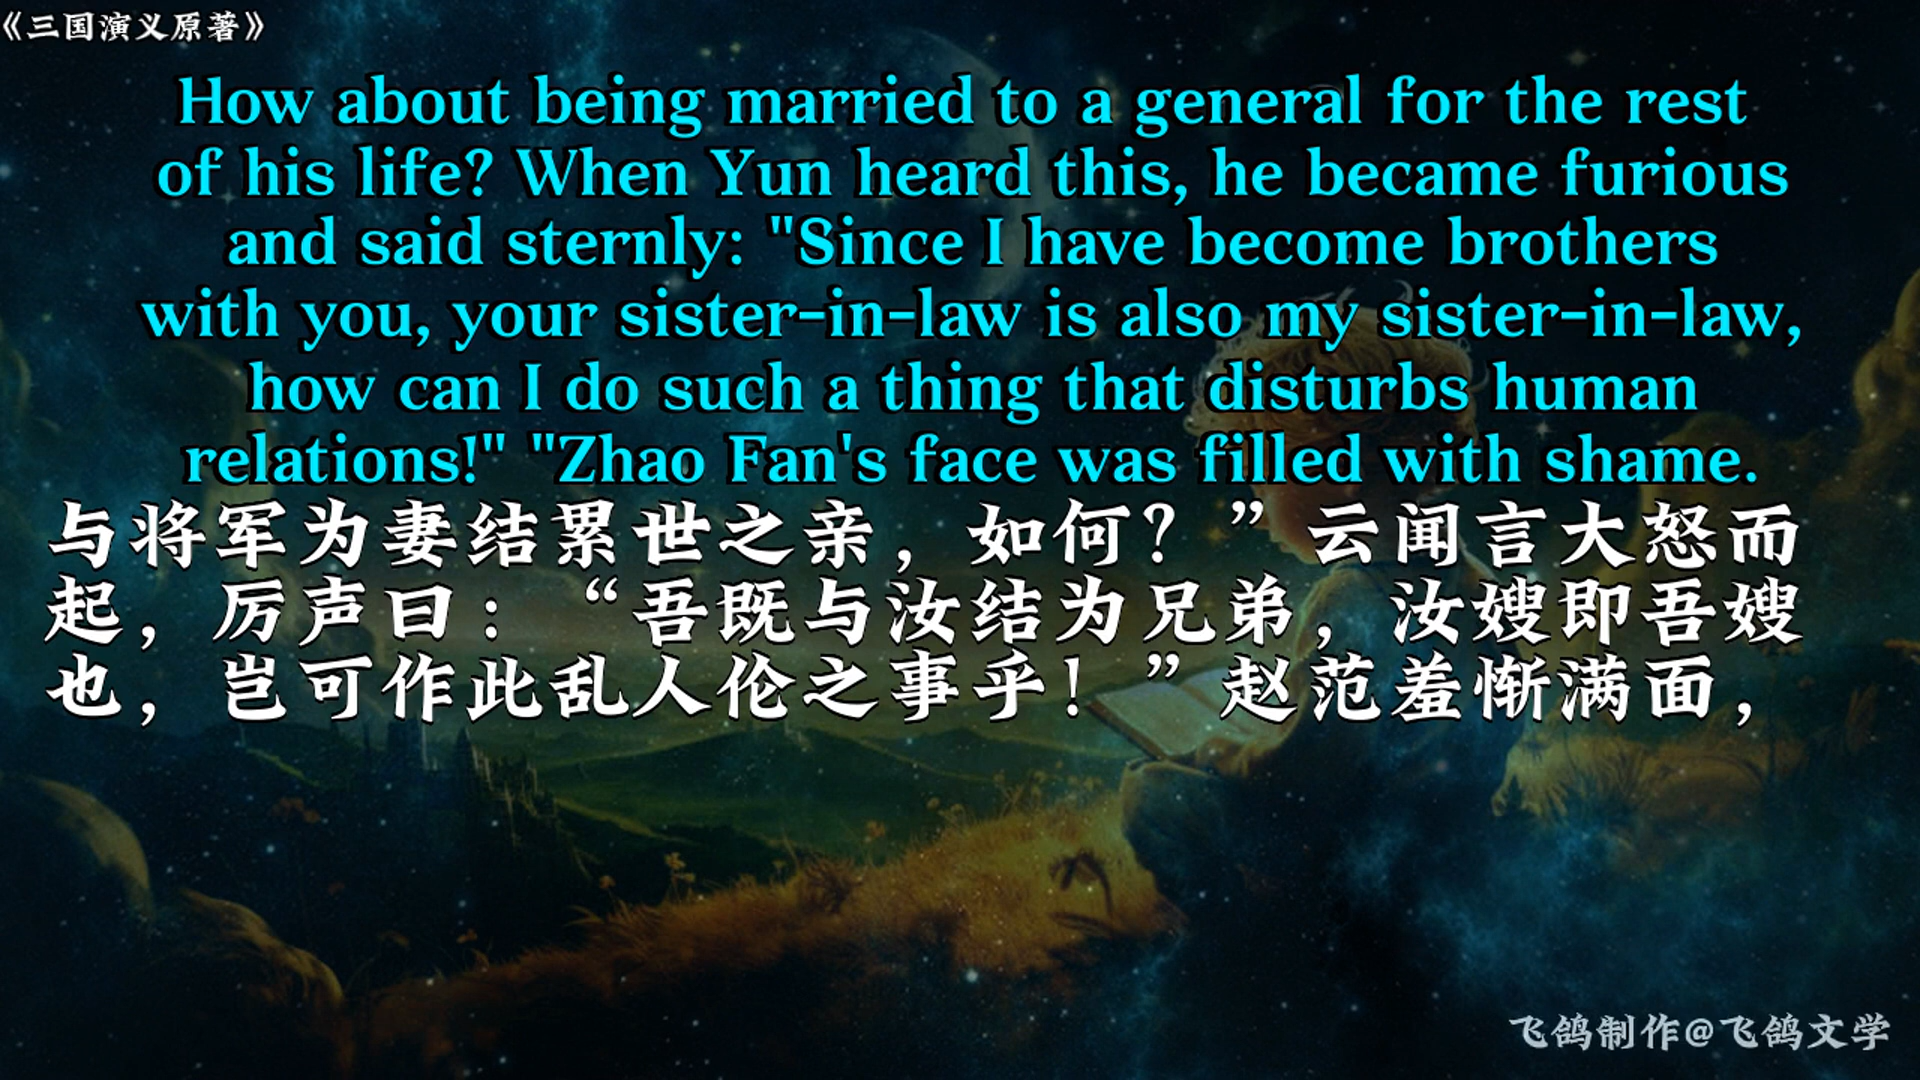 《三国演义原著》
How about being married to a general for the rest
of his life? When Yun heard this, he became furious
and said sternly: "Since I have become brothers
with you, your sister-in-law is also my sister-in-law,
how can I do such a thing that disturbs human
relations!" "Zhao Fan's face was filled with shame.
与将军为妻结累世之亲，如何？”云闻言大怒而
起，厉声曰：“吾既与汝结为兄弟，汝嫂即吾嫂
也，岂可作此乱人伦之事乎！”赵范羞惭满面，
飞鸽制作@飞鸽文学